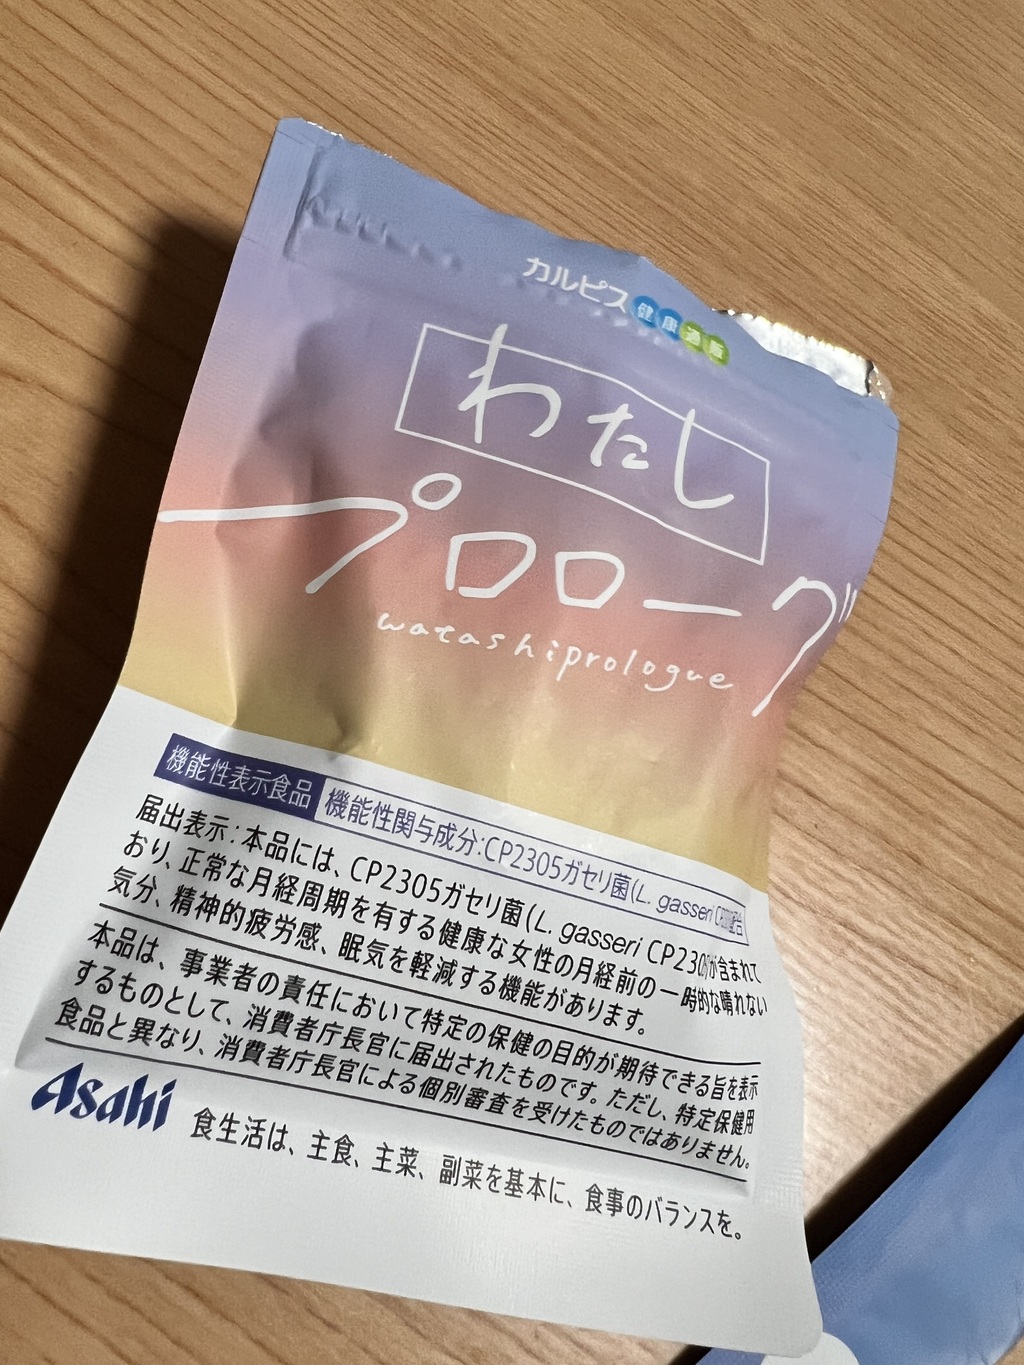 カルピス健康通販
わたし
プロローグ
watashiprologue
機能性表示食品 機能性関与成分:CP2305ガセリ菌(L. gasseri
届出表示:本品には、CP2305ガセリ菌(L. gasseri CP2305)が含まれて
おり、正常な月経周期を有する健康な女性の月経前の一時的な晴れない
気分、精神的疲労感、眠気を軽減する機能があります。
本品は、事業者の責任において特定の保健の目的が期待できる旨を表示
するものとして、消費者庁長官に届出されたものです。ただし、特定保健用
食品と異なり、消費者庁長官による個別審査を受けたものではありません。
Asahi
食生活は、主食、主菜、副菜を基本に、食事のバランスを。